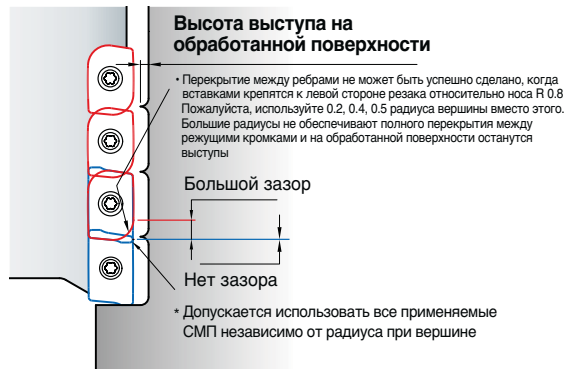 Высота выступа на
обработанной поверхности
· Перекрытие между ребрами не может быть успешно сделано, когда
вставками крепятся к левой стороне резака относительно носа R 0.8
Пожалуйста, используйте 0.2, 0.4, 0.5 радиуса вершины вместо этого.
Большие радиусы не обеспечивают полного перекрытия между
режущими кромками и на обработанной поверхности останутся
выступы
Большой зазор
Нет зазора
* Допускается использовать все применяемые
СМП независимо от радиуса при вершине